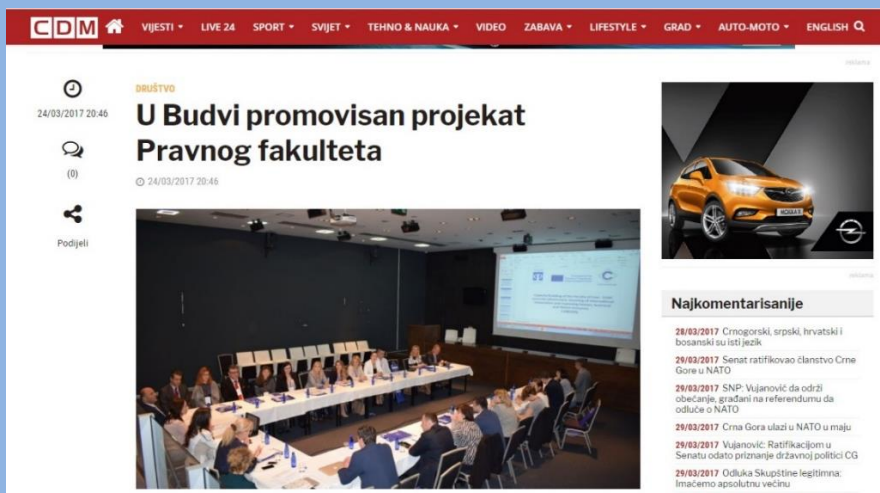 CDM VIJESTI LIVE 24 SPORT SVIJET TEHNO & NAUKA VIDEO ZABAVA LIFESTYLE GRAD AUTO-MOTO ENGLISH
reklama
24/03/2017 20:46
(0)
Podijeli
DRUŠTVO
U Budvi promovisan projekat
Pravnog fakulteta
24/03/2017 20:46
MOKKA X
reklama
Najkomentarisanije
28/03/2017 Crnogorski, srpski, hrvatski i
bosanski su isti jezik
29/03/2017 Senat ratifikovao članstvo Crne
Gore u NATO
29/03/2017 SNP: Vujanović da održi
obećanje, građani na referendumu da
odluče o NATO
29/03/2017 Crna Gora ulazi u NATO u maju
29/03/2017 Vujanović: Ratifikacijom u
Senatu odato priznanje državnoj politici CG
29/03/2017 Odluka Skupštine legitimna:
Imaćemo apsolutnu većinu